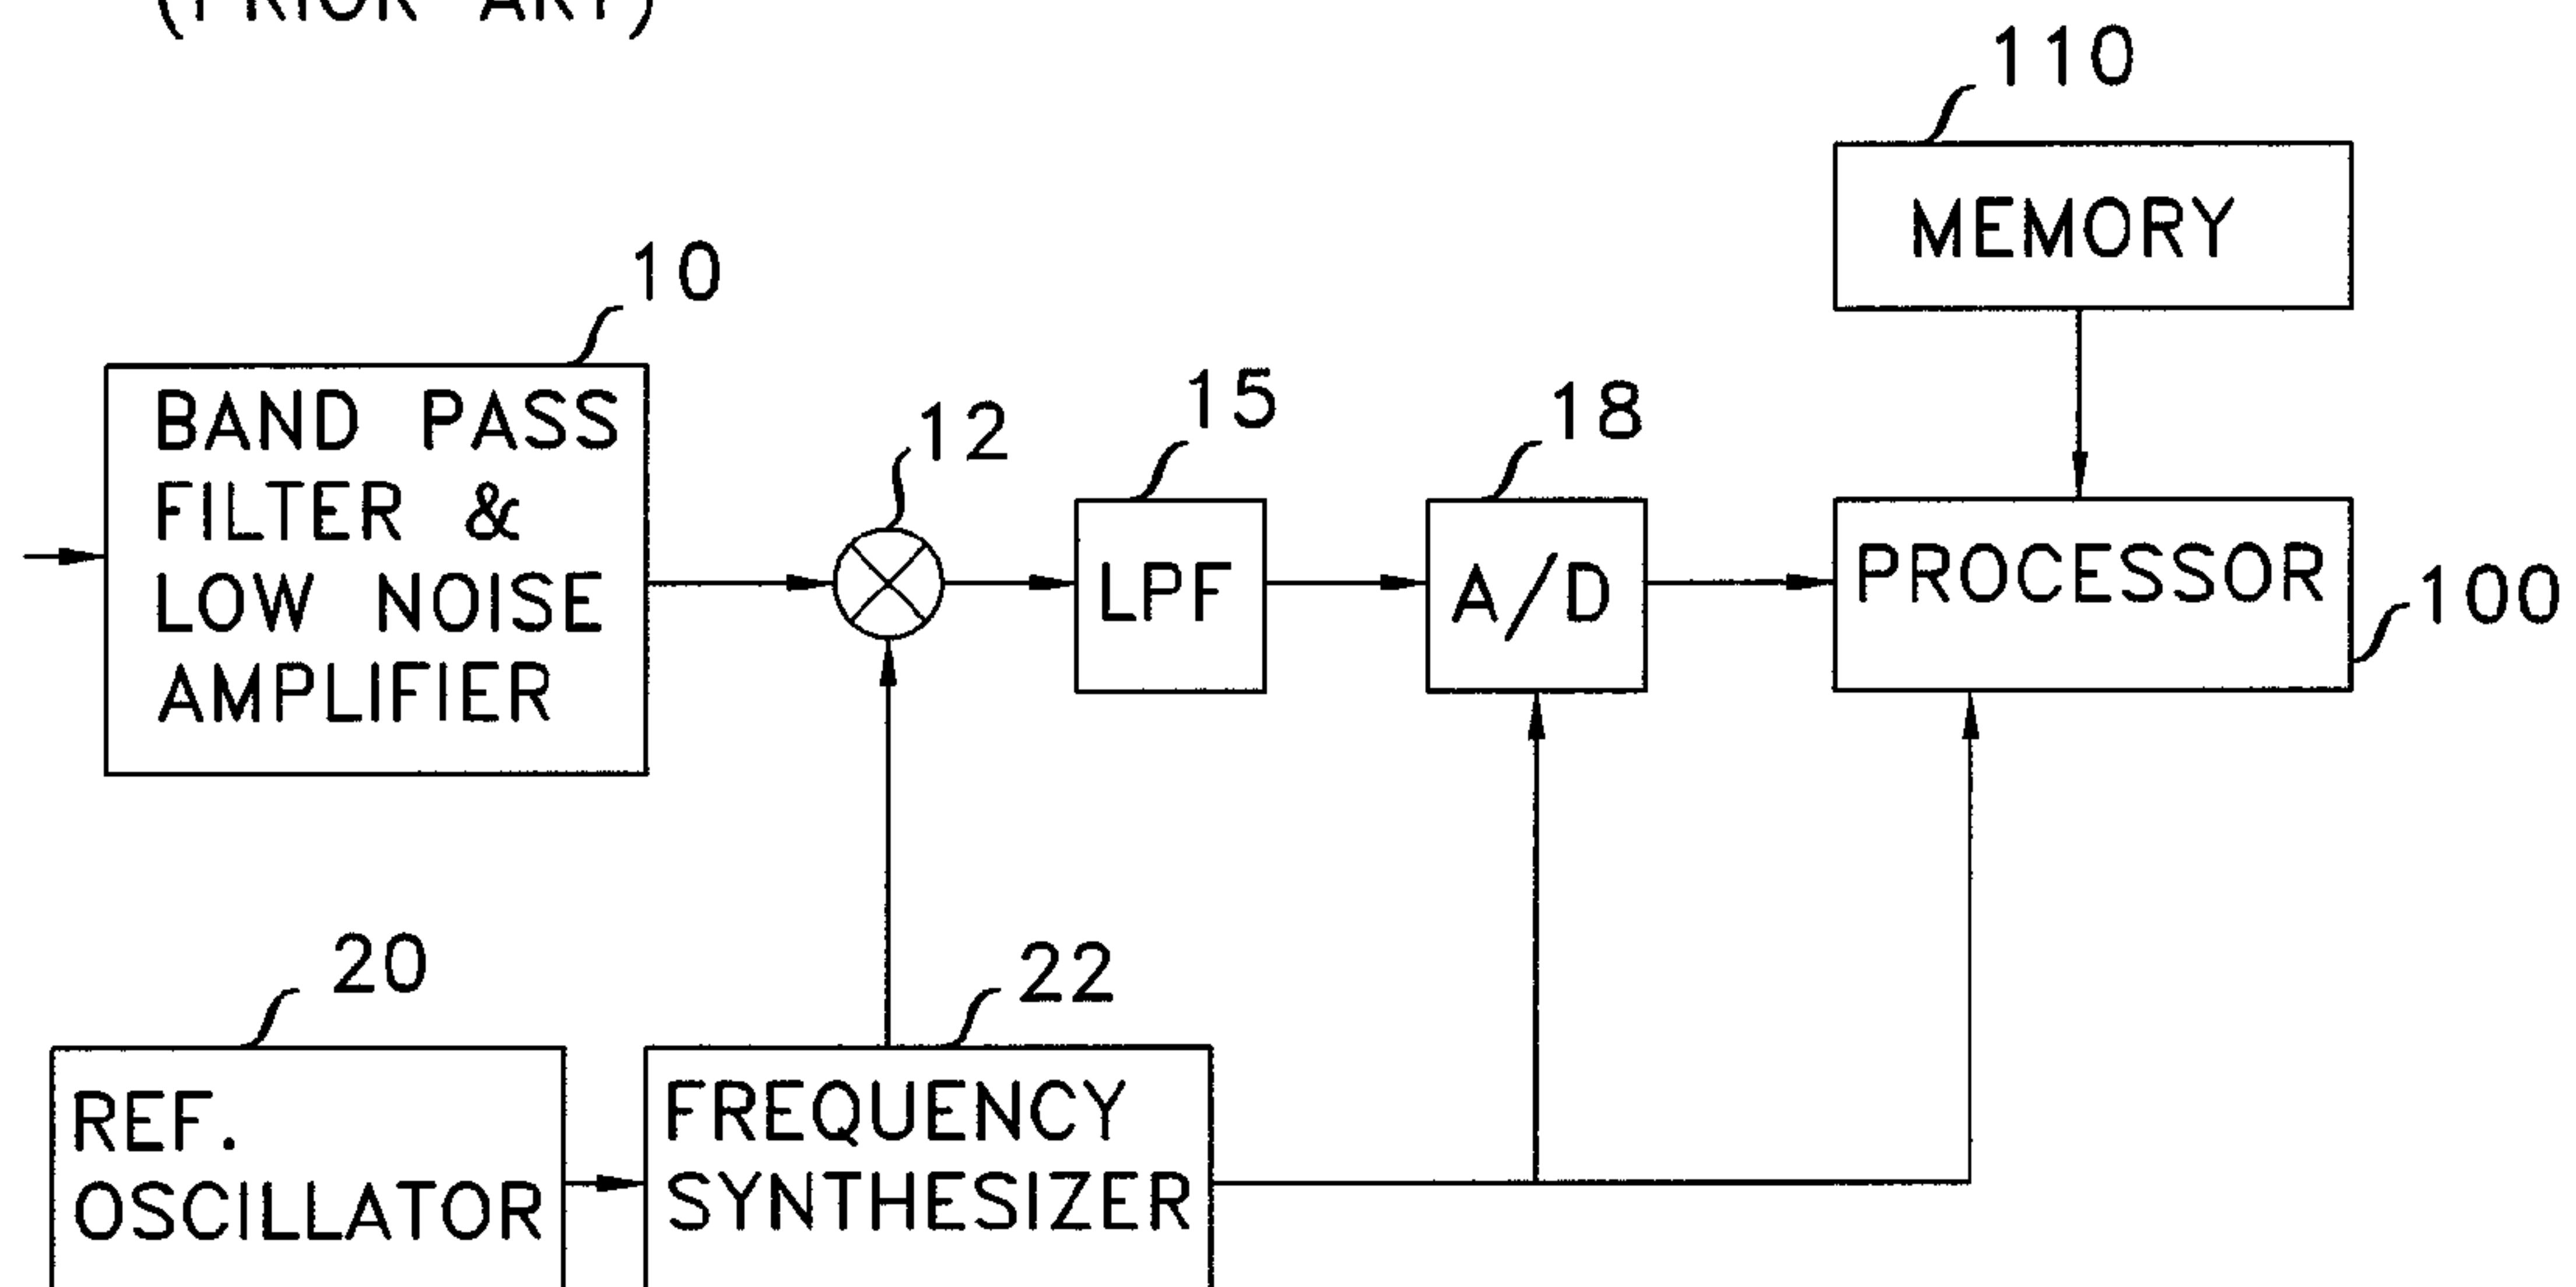 (PRIOR ART)
110
MEMORY
10
BAND PASS
FILTER &
LOW NOISE
AMPLIFIER
12
15
LPF
18
A/D
PROCESSOR
100
20
REF.
OSCILLATOR
22
FREQUENCY
SYNTHESIZER